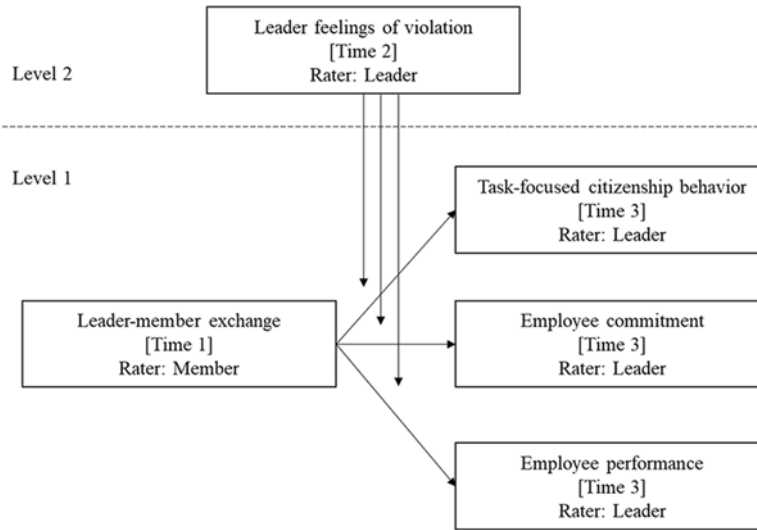 Leader feelings of violation
[Time 2]
Rater: Leader
Level 2
Level 1
Task-focused citizenship behavior
[Time 3]
Rater: Leader
Leader-member exchange
[Time 1]
Rater: Member
Employee commitment
[Time 3]
Rater: Leader
Employee performance
[Time 3]
Rater: Leader